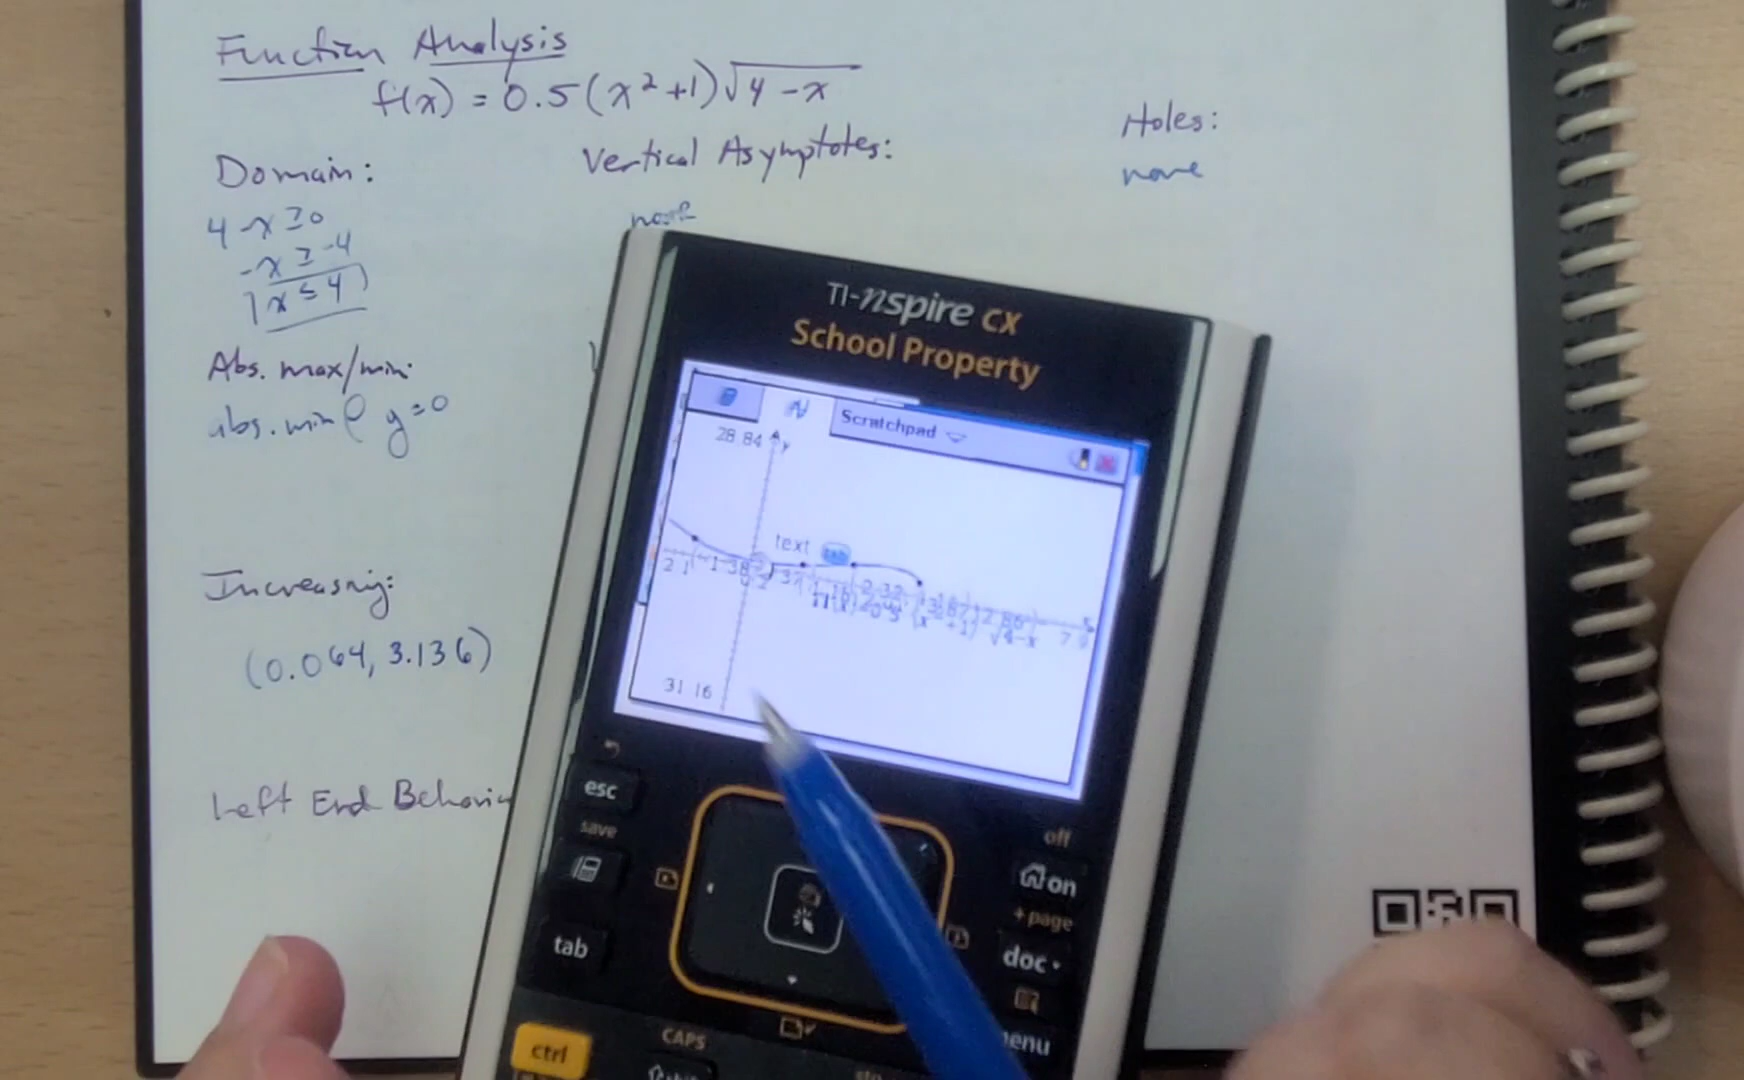 Function Analysis
f(x) = 0.5(x²+1)√4-x
Domain:
4-x≥0
-x≥-4
x≤4
Vertical Asymptotes:
none
Holes:
none
Abs. max/min:
abs. min @ y=0
Increasing:
(0.064, 3.136)
Left End Behavior
TI-nspire CX
School Property
Scratchpad
28.84
y
text
tab
31.16
esc
save
tab
ctrl
CAPS
off
on
+page
doc
menu